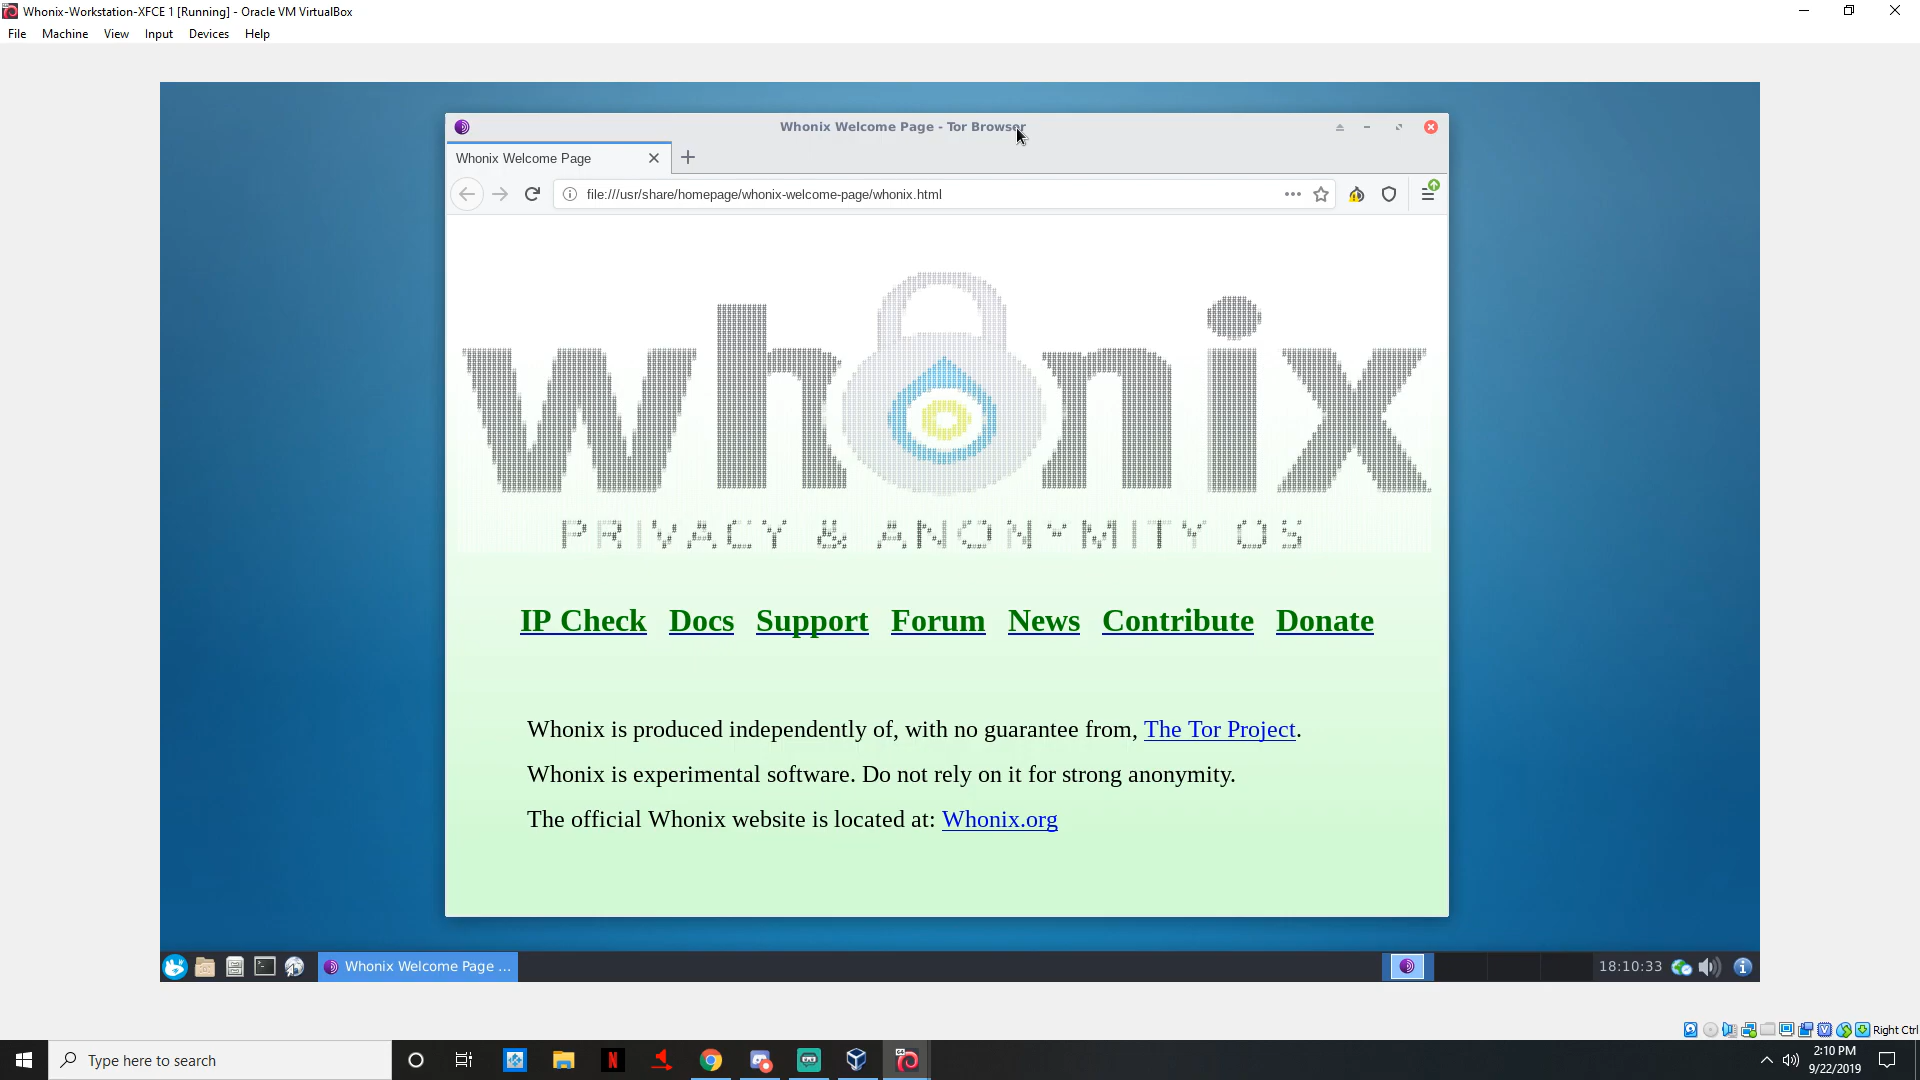 Whonix-Workstation-XFCE 1 [Running] - Oracle VM VirtualBox
File Machine View Input Devices Help
Whonix Welcome Page - Tor Browser
Whonix Welcome Page
file:///usr/share/homepage/whonix-welcome-page/whonix.html
whonix
PRIVACY & ANONYMITY OS
IP Check Docs Support Forum News Contribute Donate
Whonix is produced independently of, with no guarantee from, The Tor Project.
Whonix is experimental software. Do not rely on it for strong anonymity.
The official Whonix website is located at: Whonix.org
Whonix Welcome Page ...
18:10:33
Right Ctrl
Type here to search
2:10 PM
9/22/2019